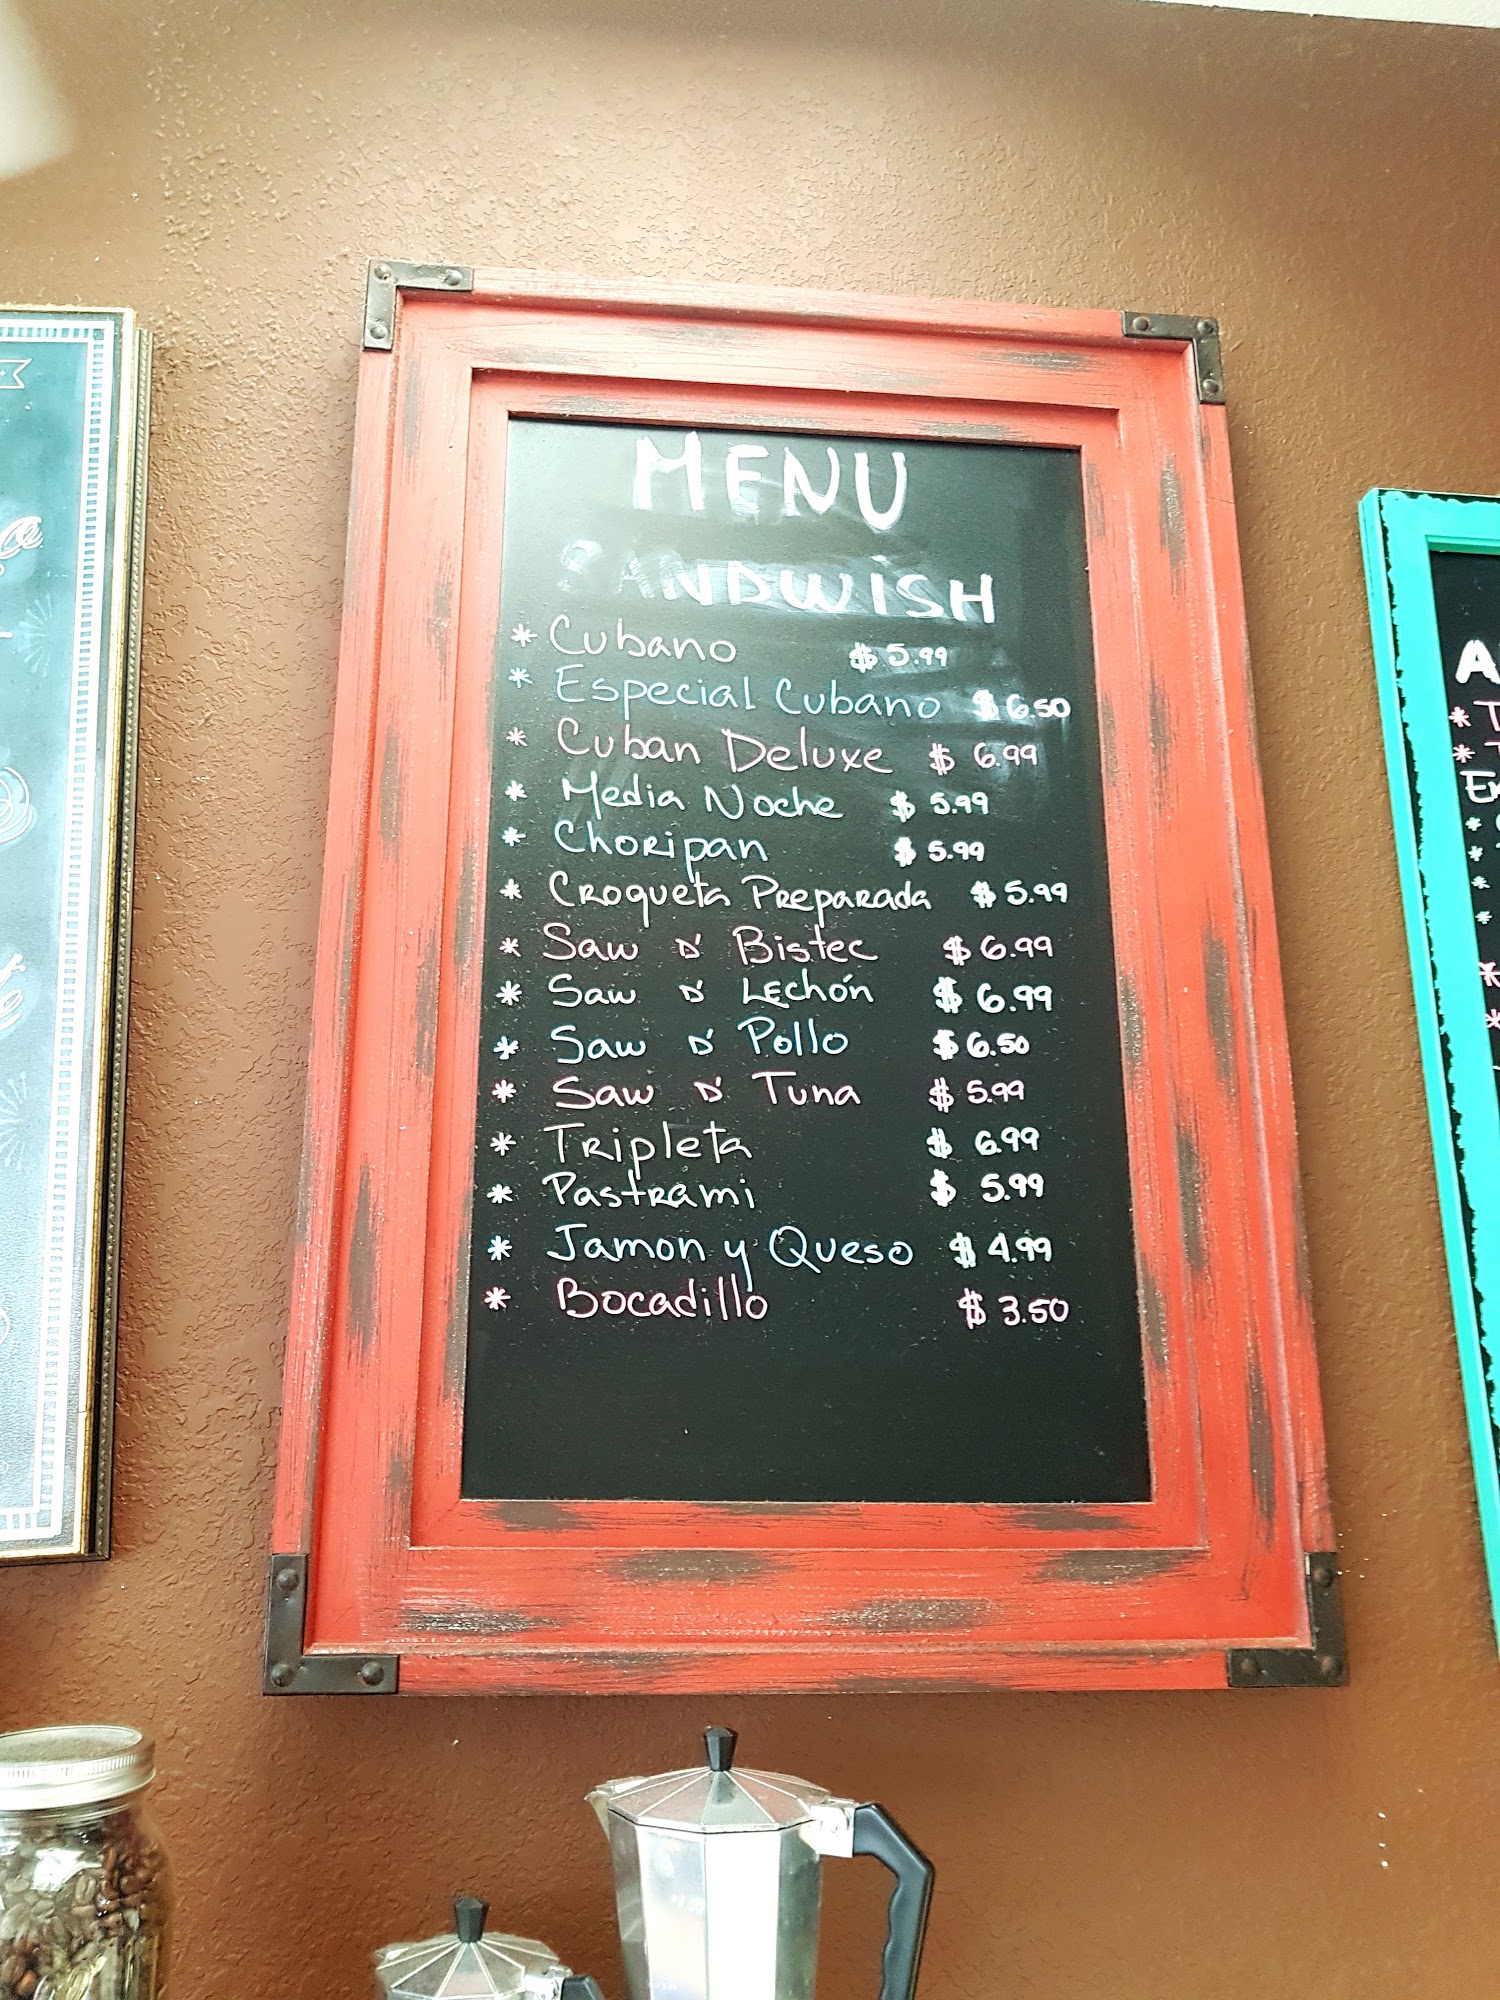 MENU
SANDWISH
* Cubano $5.99
* Especial Cubano $6.50
* Cuban Deluxe $6.99
* Media Noche $5.99
* Choripan $5.99
* Croqueta Preparada $5.99
* Saw D' Bistec $6.99
* Saw D' Lechón $6.99
* Saw D' Pollo $6.50
* Saw D' Tuna $5.99
* Tripleta $6.99
* Pastrami $5.99
* Jamon y Queso $4.99
* Bocadillo $3.50